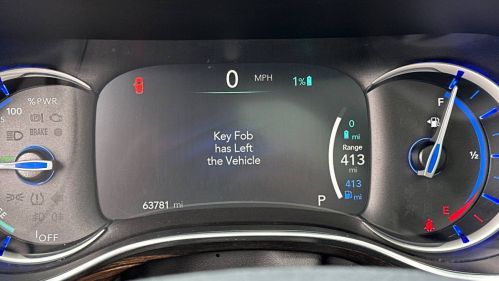 0 MPH
1%
% PWR.
100
BRAKE
OFF
Key Fob
has Left
the Vehicle
0
mi
Range
413
mi
413
mi
63781 mi
P
F
1/2
E